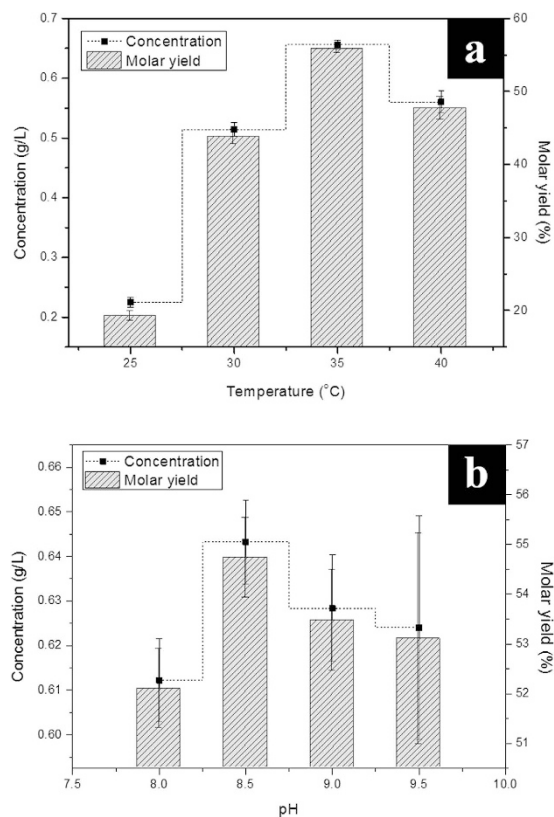 a
Concentration
Molar yield
0.7
0.6
0.5
0.4
0.3
0.2
Concentration (g/L)
60
50
40
30
20
Molar yield (%)
25 30 35 40
Temperature (°C)
b
Concentration
Molar yield
0.66
0.65
0.64
0.63
0.62
0.61
0.60
Concentration (g/L)
57
56
55
54
53
52
51
Molar yield (%)
7.5 8.0 8.5 9.0 9.5 10.0
pH